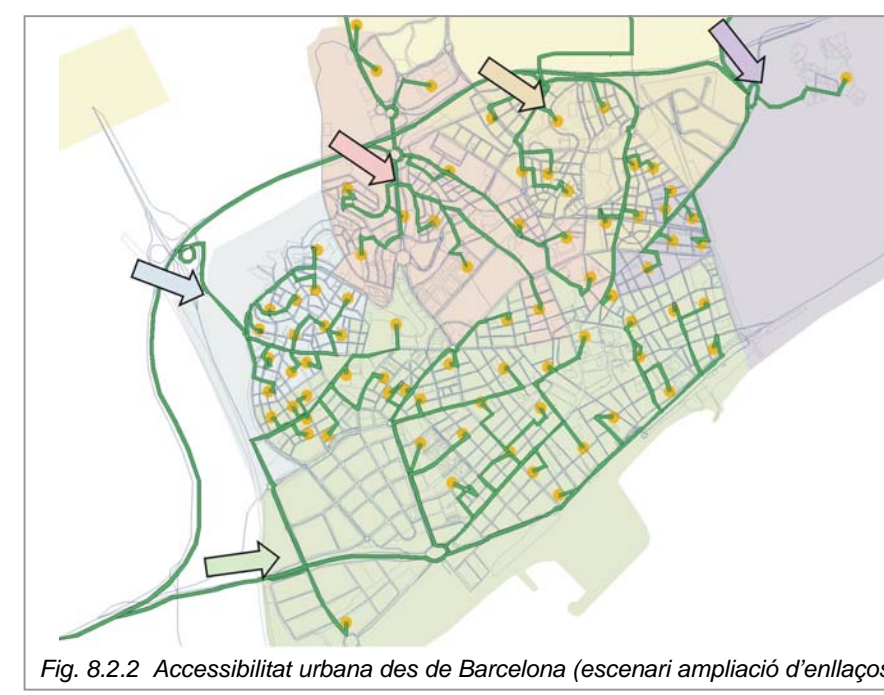 Fig. 8.2.2 Accessibilitat urbana des de Barcelona (escenari ampliació d'enllaços